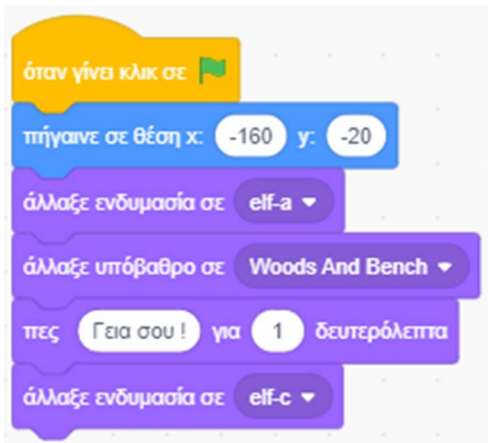 όταν γίνει κλικ σε
πήγαινε σε θέση x: -160 y: -20
άλλαξε ενδυμασία σε elf-a
άλλαξε υπόβαθρο σε Woods And Bench
πες Γεια σου ! για 1 δευτερόλεπτα
άλλαξε ενδυμασία σε elf-c